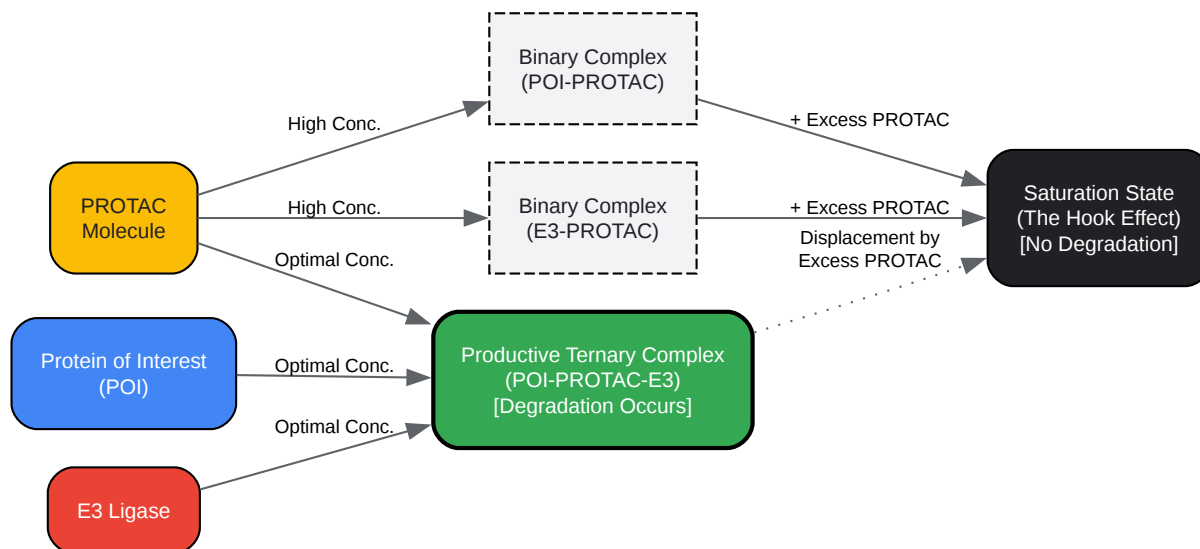 Binary Complex
(POI-PROTAC)
High Conc.
+ Excess PROTAC
PROTAC
Molecule
High Conc.
Binary Complex
(E3-PROTAC)
+ Excess PROTAC
Saturation State
(The Hook Effect)
[No Degradation]
Optimal Conc.
Displacement by
Excess PROTAC
Protein of Interest
(POI)
Optimal Conc.
Productive Ternary Complex
(POI-PROTAC-E3)
[Degradation Occurs]
Optimal Conc.
E3 Ligase